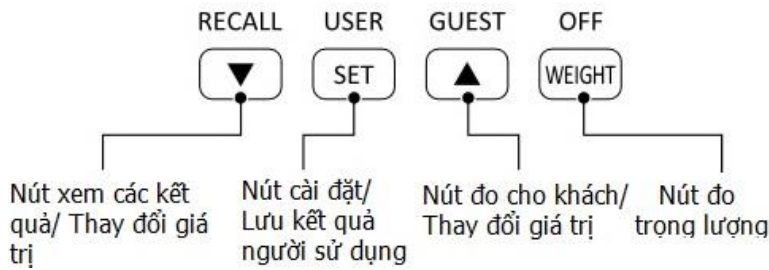 RECALL USER GUEST OFF
▼ SET ▲ WEIGHT
Nút xem các kết
quả/ Thay đổi giá
trị
Nút cài đặt/
Lưu kết quả
người sử dụng
Nút đo cho khách/
Thay đổi giá trị
Nút đo
trọng lượng